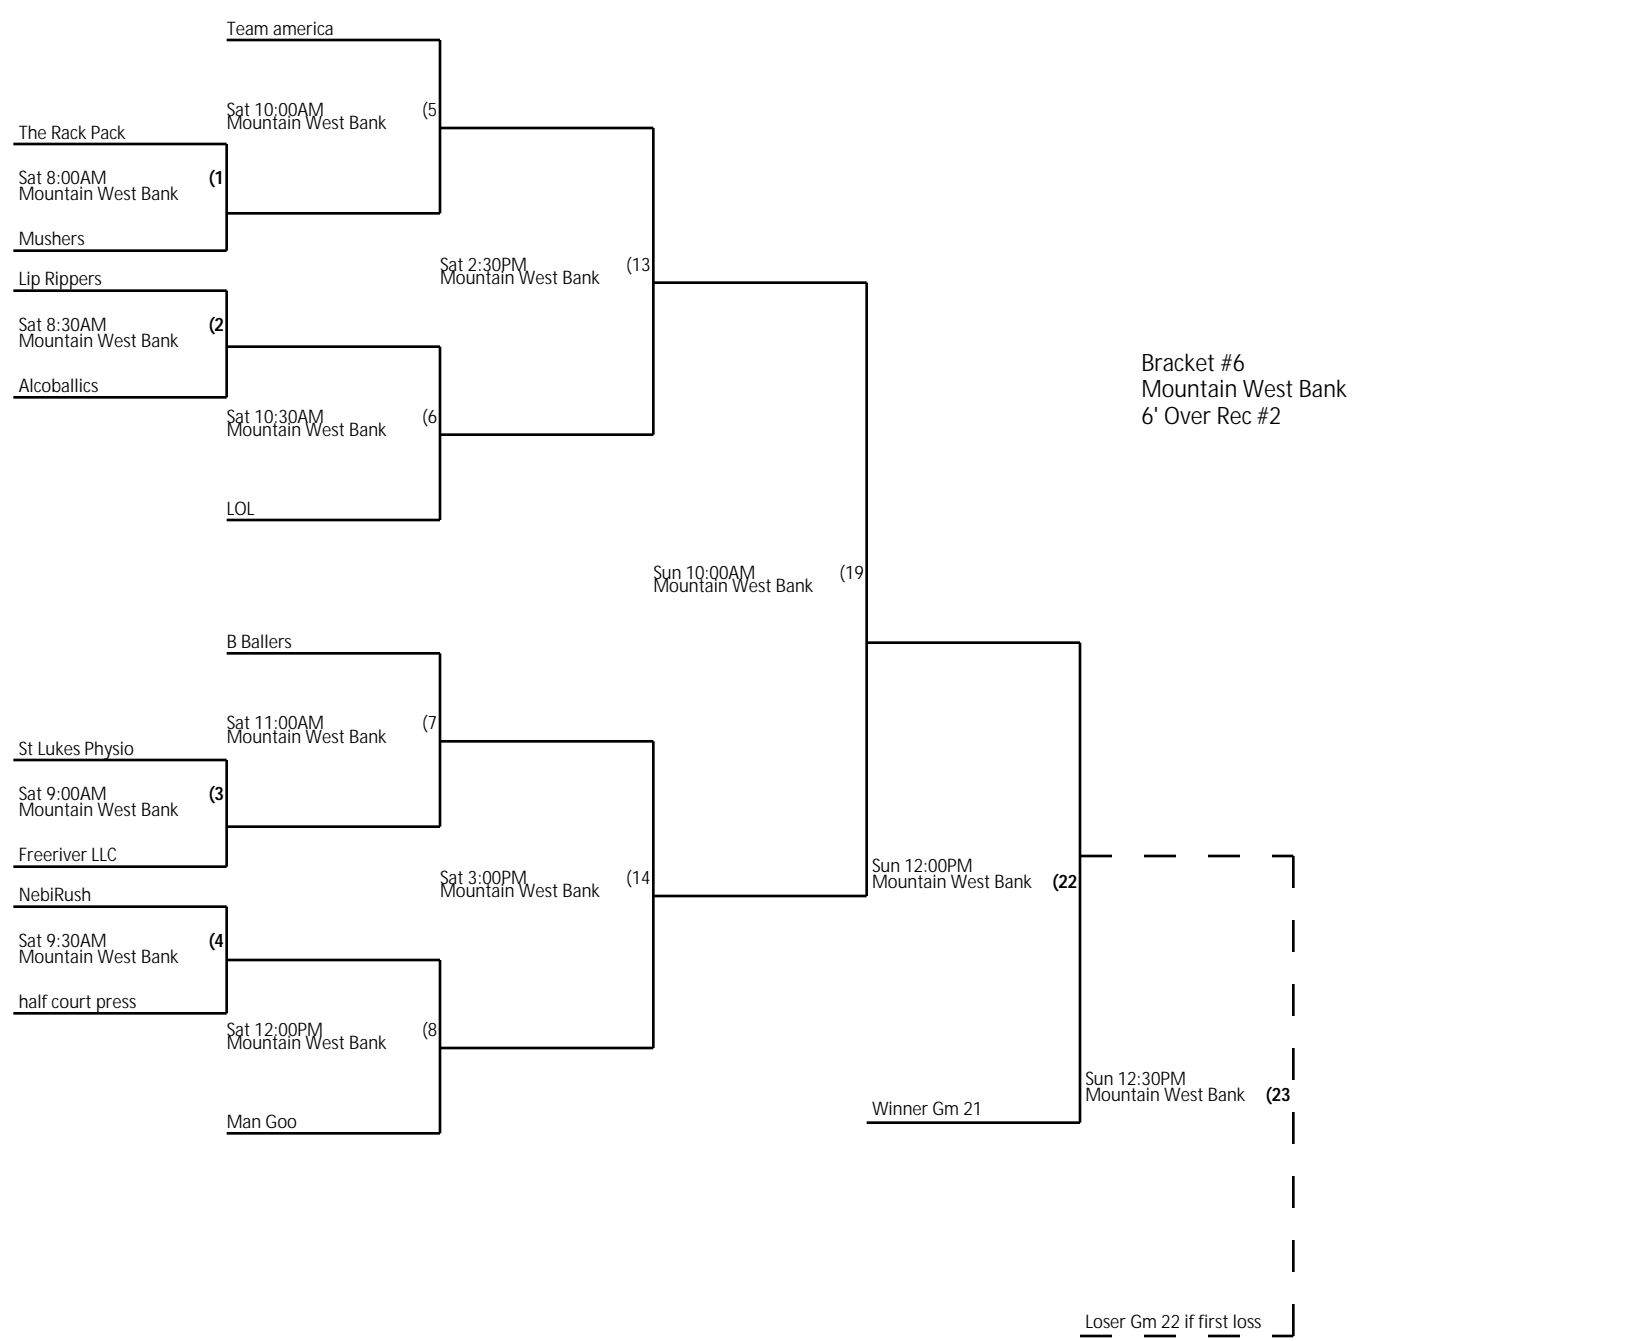 Team america
Sat 10:00AM (5
Mountain West Bank
The Rack Pack
Sat 8:00AM (1
Mountain West Bank
Mushers
Lip Rippers
Sat 2:30PM (13
Mountain West Bank
Sat 8:30AM (2
Mountain West Bank
Alcoballics
Sat 10:30AM (6
Mountain West Bank
LOL
Bracket #6
Mountain West Bank
6' Over Rec #2
Sun 10:00AM (19
Mountain West Bank
B Ballers
Sat 11:00AM (7
Mountain West Bank
St Lukes Physio
Sat 9:00AM (3
Mountain West Bank
Freeriver LLC
Sat 3:00PM (14
Mountain West Bank
Sun 12:00PM
Mountain West Bank (22
NebiRush
Sat 9:30AM (4
Mountain West Bank
half court press
Sat 12:00PM (8
Mountain West Bank
Man Goo
Sun 12:30PM
Mountain West Bank (23
Winner Gm 21
Loser Gm 22 if first loss